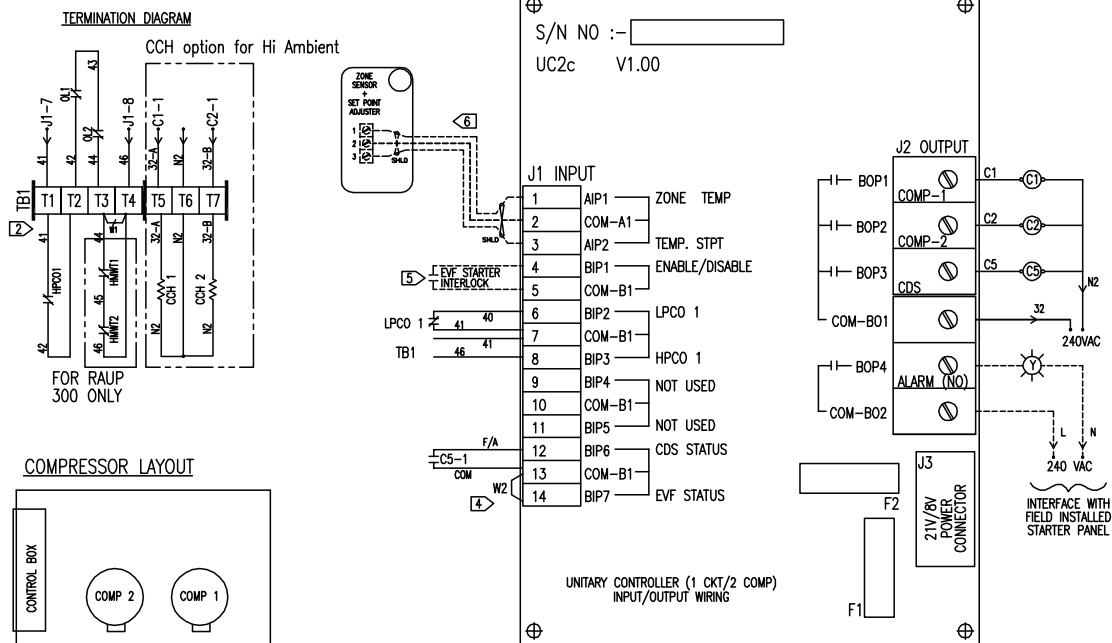 TERMINATION DIAGRAM
CCH option for Hi Ambient
43
OL1
OL2
J1-7
J1-8
C1-1
C2-1
41
42
44
46
32-A
N2
32-B
TB1
T1
T2
T3
T4
T5
T6
T7
2
W1
41
44
32-A
N2
32-B
HPCO1
HMWT1
45
HMWT2
46
CCH 1
CCH 2
42
N2
N2
FOR RAUP
300 ONLY
COMPRESSOR LAYOUT
CONTROL BOX
COMP 2
COMP 1
ZONE
SENSOR
+
SET POINT
ADJUSTER
1
2
3
SHLD
6
S/N NO :-
UC2c V1.00
J1 INPUT
1 AIP1 ZONE TEMP
2 COM-A1
3 AIP2 TEMP. STPT
SHLD
4 BIP1 ENABLE/DISABLE
5 EVF STARTER
INTERLOCK
5 COM-B1
LPCO 1 40 6 BIP2 LPCO 1
41 7 COM-B1
41
TB1 46 8 BIP3 HPCO 1
9 BIP4 NOT USED
10 COM-B1
11 BIP5 NOT USED
F/A 12 BIP6 CDS STATUS
C5-1
COM 13 COM-B1
W2
4
14 BIP7 EVF STATUS
J2 OUTPUT
BOP1 COMP-1 C1 C1
BOP2 COMP-2 C2 C2
BOP3 CDS C5 C5
N2
COM-BO1 32
240VAC
BOP4 ALARM (NO) Y
COM-BO2
L N
240 VAC
INTERFACE WITH
FIELD INSTALLED
STARTER PANEL
J3
21V/8V
POWER
CONNECTOR
F2
F1
UNITARY CONTROLLER (1 CKT/2 COMP)
INPUT/OUTPUT WIRING